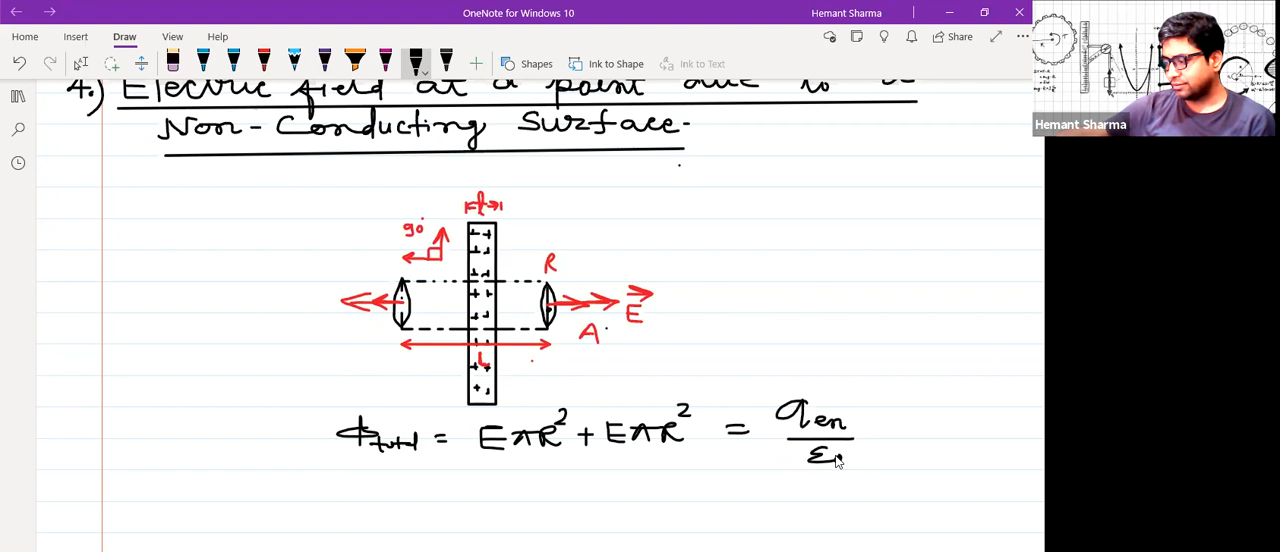 OneNote for Windows 10
Hemant Sharma
Home Insert Draw History View Help
Share
Shapes
Ink to Shape
Ink to Text
4.) Electric field at a point due to a
Non-Conducting Surface-
t
90°
R
E
A
L
Φtotal = EπR² + EπR² = qen/ε
Hemant Sharma